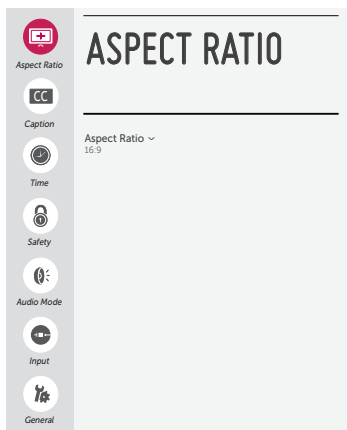 Aspect Ratio
CC
Caption
Time
Safety
Audio Mode
Input
General
ASPECT RATIO
Aspect Ratio
16:9